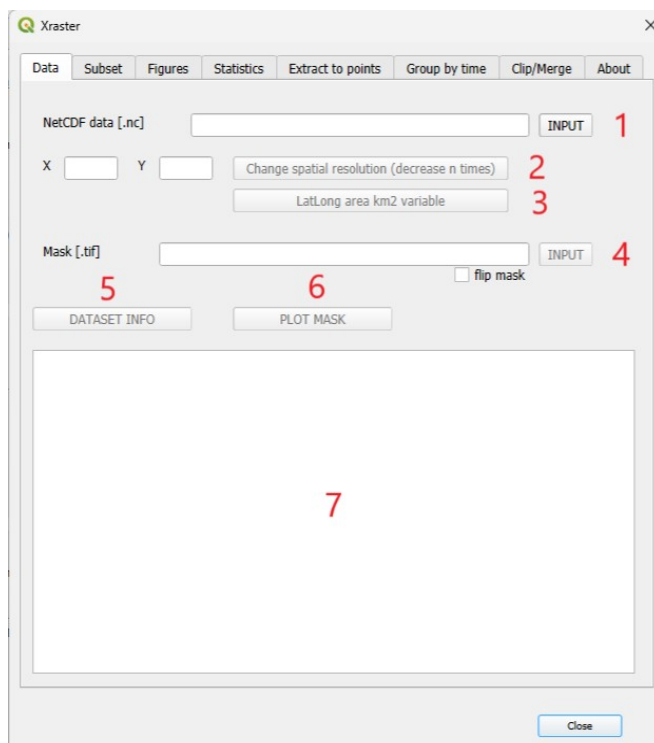 Xraster
Data Subset Figures Statistics Extract to points Group by time Clip/Merge About
NetCDF data [.nc] INPUT 1
X Y Change spatial resolution (decrease n times) 2
LatLong area km2 variable 3
Mask [.tif] INPUT 4
flip mask
5 6
DATASET INFO PLOT MASK
7
Close